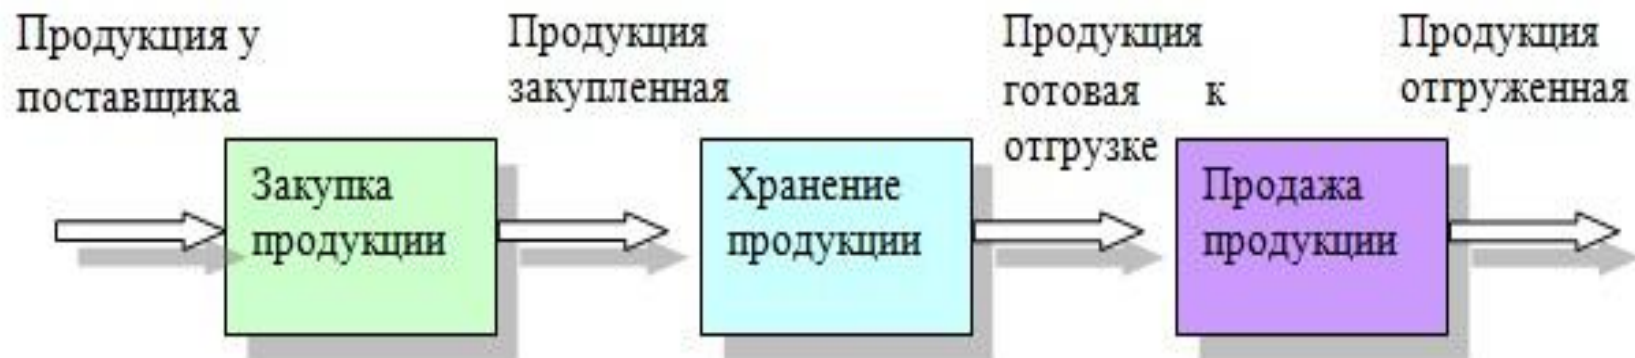 Продукция у
поставщика
Продукция
закупленная
Продукция
готовая к
отгрузке
Продукция
отгруженная
Закупка
продукции
Хранение
продукции
Продажа
продукции